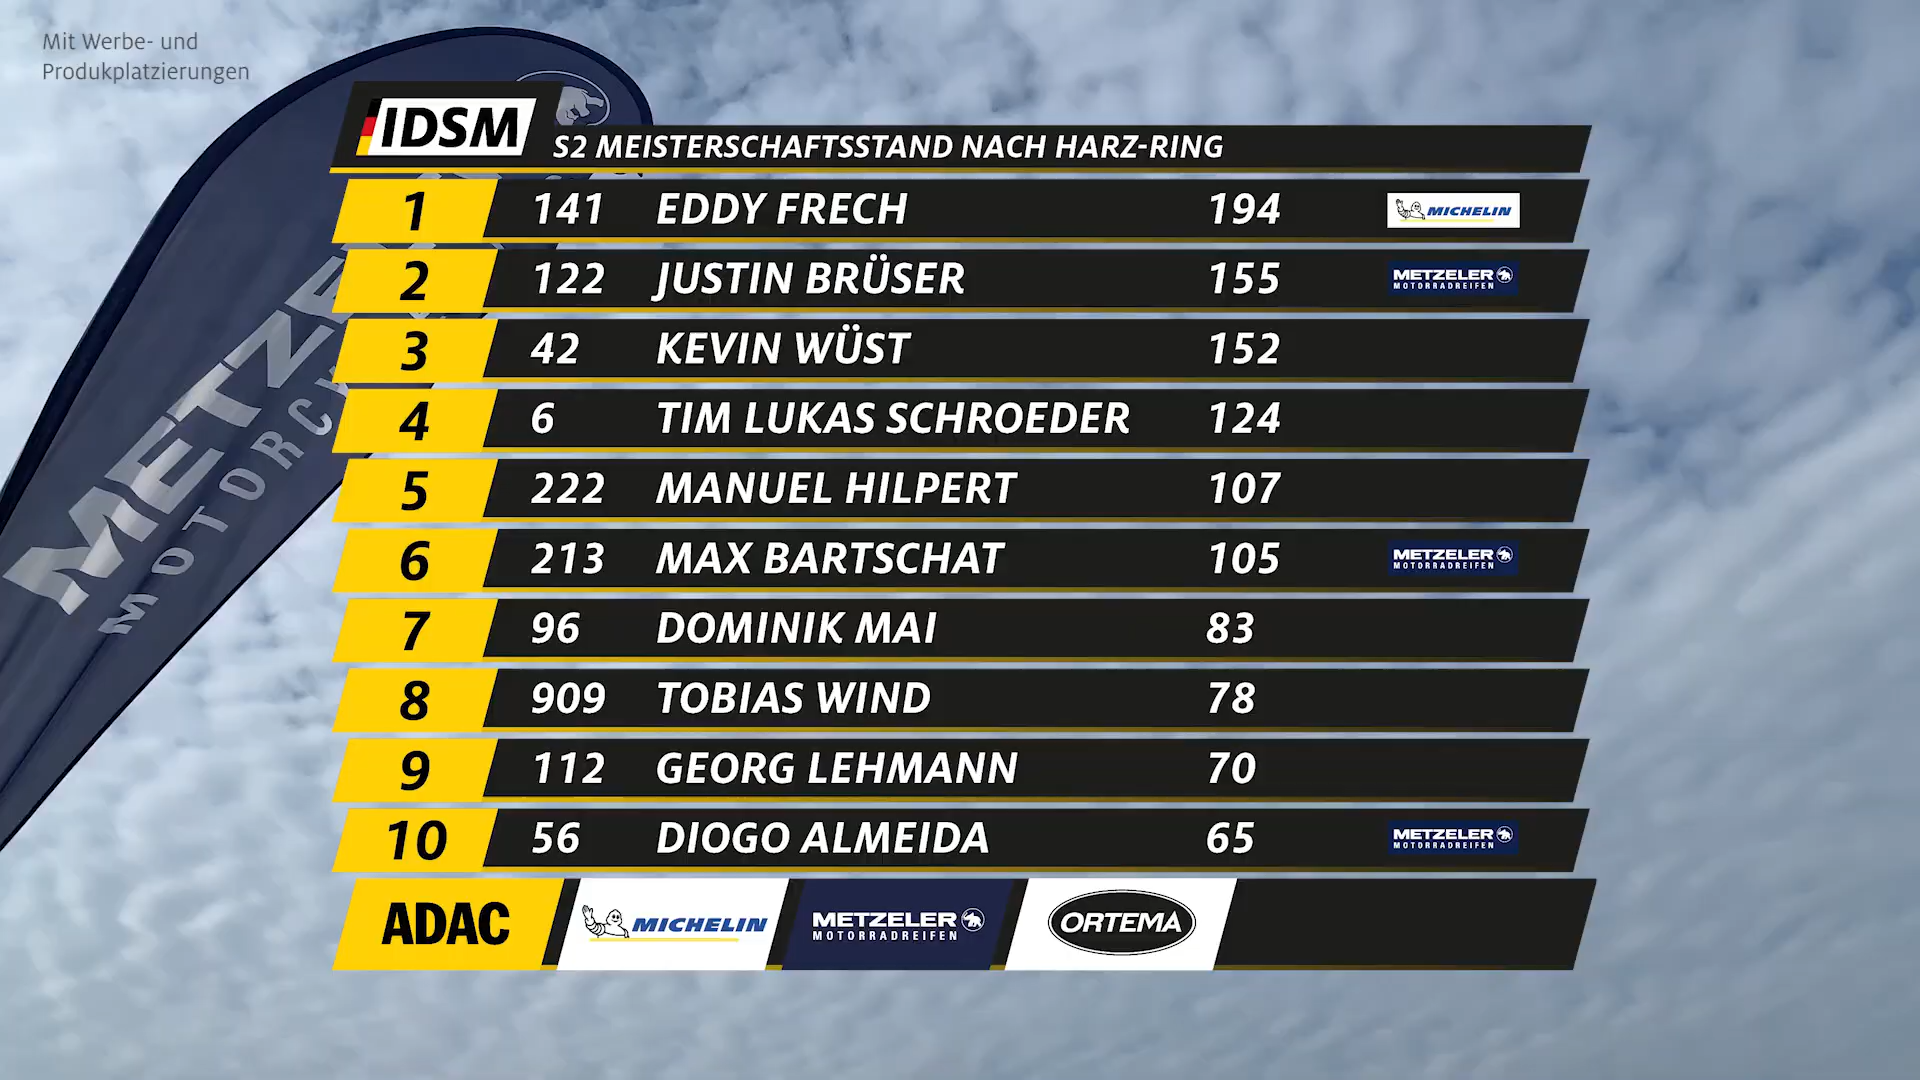 Mit Werbe- und
Produkplatzierungen
IDSM
S2 MEISTERSCHAFTSSTAND NACH HARZ-RING
1 141 EDDY FRECH 194 MICHELIN
2 122 JUSTIN BRÜSER 155 METZELER MOTORRADREIFEN
3 42 KEVIN WÜST 152
4 6 TIM LUKAS SCHROEDER 124
5 222 MANUEL HILPERT 107
6 213 MAX BARTSCHAT 105 METZELER MOTORRADREIFEN
7 96 DOMINIK MAI 83
8 909 TOBIAS WIND 78
9 112 GEORG LEHMANN 70
10 56 DIOGO ALMEIDA 65 METZELER MOTORRADREIFEN
ADAC MICHELIN METZELER MOTORRADREIFEN ORTEMA